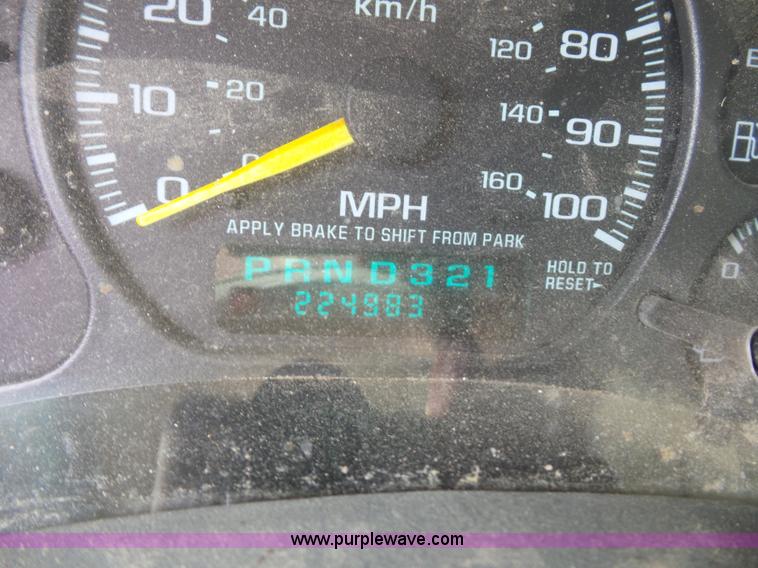 km/h
20 40 120 80
10 20 140 90
0 0 160 100
MPH
APPLY BRAKE TO SHIFT FROM PARK
PRND321
HOLD TO
RESET
224983
0
www.purplewave.com